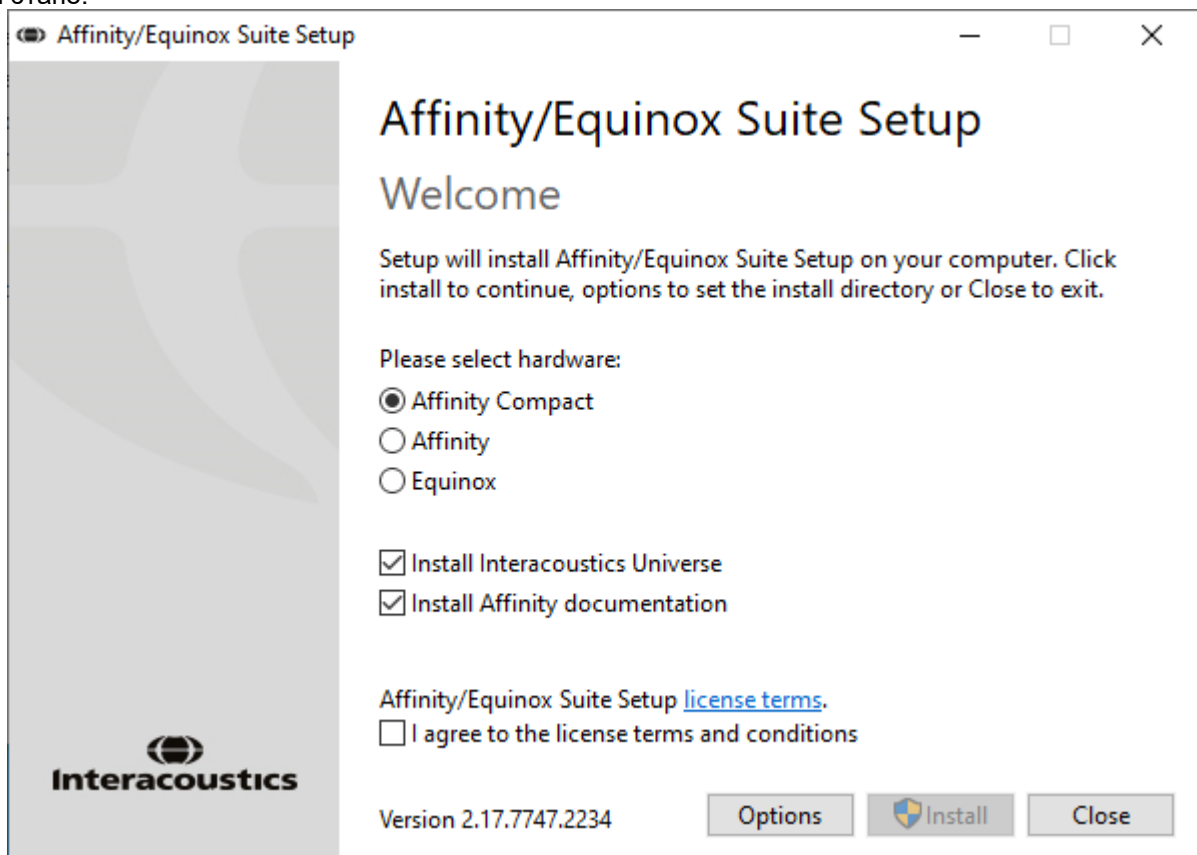 Affinity/Equinox Suite Setup
Affinity/Equinox Suite Setup
Welcome
Setup will install Affinity/Equinox Suite Setup on your computer. Click
install to continue, options to set the install directory or Close to exit.
Please select hardware:
Affinity Compact
Affinity
Equinox
Install Interacoustics Universe
Install Affinity documentation
Affinity/Equinox Suite Setup license terms.
I agree to the license terms and conditions
Interacoustics
Version 2.17.7747.2234
Options
Install
Close